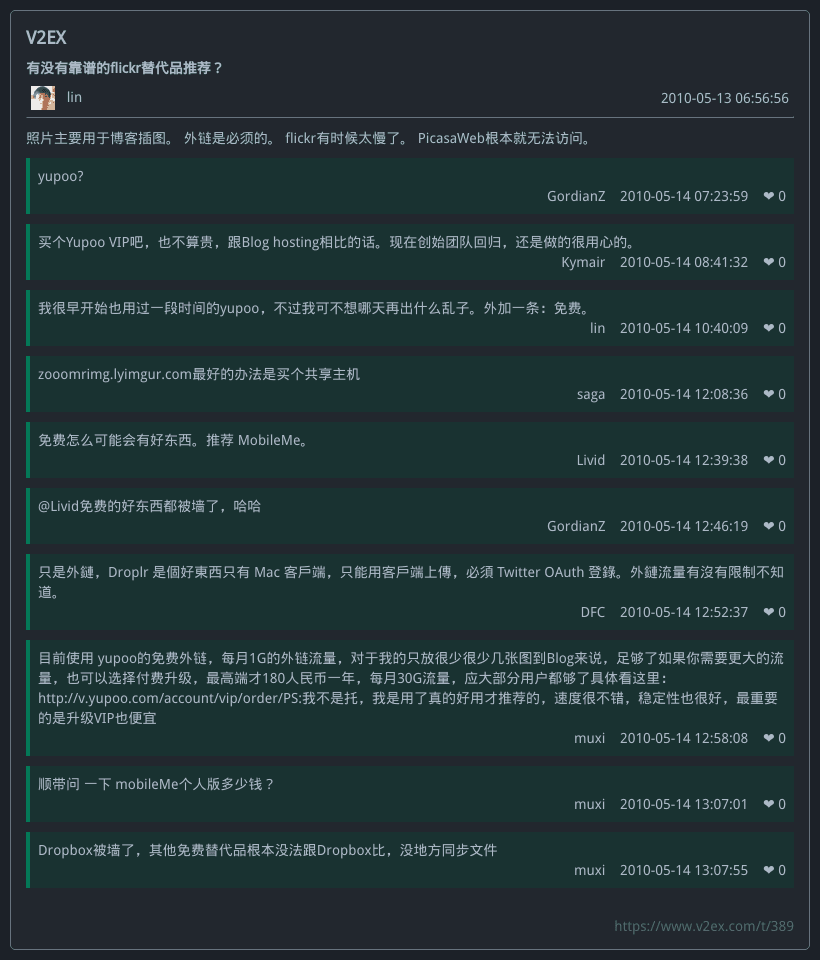 V2EX
有没有靠谱的flickr替代品推荐？
lin 2010-05-13 06:56:56
照片主要用于博客插图。 外链是必须的。 flickr有时候太慢了。 PicasaWeb根本就无法访问。
yupoo?
GordianZ 2010-05-14 07:23:59 ❤ 0
买个Yupoo VIP吧，也不算贵，跟Blog hosting相比的话。现在创始团队回归，还是做的很用心的。
Kymair 2010-05-14 08:41:32 ❤ 0
我很早开始也用过一段时间的yupoo，不过我可不想哪天再出什么乱子。外加一条：免费。
lin 2010-05-14 10:40:09 ❤ 0
zooomrimg.lyimgur.com最好的办法是买个共享主机
saga 2010-05-14 12:08:36 ❤ 0
免费怎么可能会有好东西。推荐 MobileMe。
Livid 2010-05-14 12:39:38 ❤ 0
@Livid免费的好东西都被墙了，哈哈
GordianZ 2010-05-14 12:46:19 ❤ 0
只是外鏈，Droplr 是個好東西只有 Mac 客戶端，只能用客戶端上傳，必須 Twitter OAuth 登錄。外鏈流量有沒有限制不知
道。
DFC 2010-05-14 12:52:37 ❤ 0
目前使用 yupoo的免费外链，每月1G的外链流量，对于我的只放很少很少几张图到Blog来说，足够了如果你需要更大的流
量，也可以选择付费升级，最高端才180人民币一年，每月30G流量，应大部分用户都够了具体看这里：
http://v.yupoo.com/account/vip/order/PS:我不是托，我是用了真的好用才推荐的，速度很不错，稳定性也很好，最重要
的是升级VIP也便宜
muxi 2010-05-14 12:58:08 ❤ 0
顺带问 一下 mobileMe个人版多少钱？
muxi 2010-05-14 13:07:01 ❤ 0
Dropbox被墙了，其他免费替代品根本没法跟Dropbox比，没地方同步文件
muxi 2010-05-14 13:07:55 ❤ 0
https://www.v2ex.com/t/389